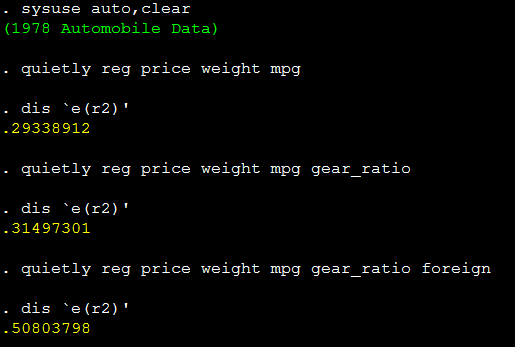 . sysuse auto,clear
(1978 Automobile Data)
. quietly reg price weight mpg
. dis `e(r2)'
.29338912
. quietly reg price weight mpg gear_ratio
. dis `e(r2)'
.31497301
. quietly reg price weight mpg gear_ratio foreign
. dis `e(r2)'
.50803798